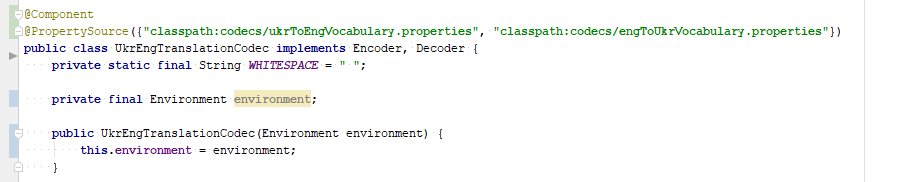 @Component
@PropertySource({"classpath:codecs/ukrToEngVocabulary.properties", "classpath:codecs/engToUkrVocabulary.properties"})
public class UkrEngTranslationCodec implements Encoder, Decoder {
    private static final String WHITESPACE = " ";
    private final Environment environment;
    public UkrEngTranslationCodec(Environment environment) {
        this.environment = environment;
    }